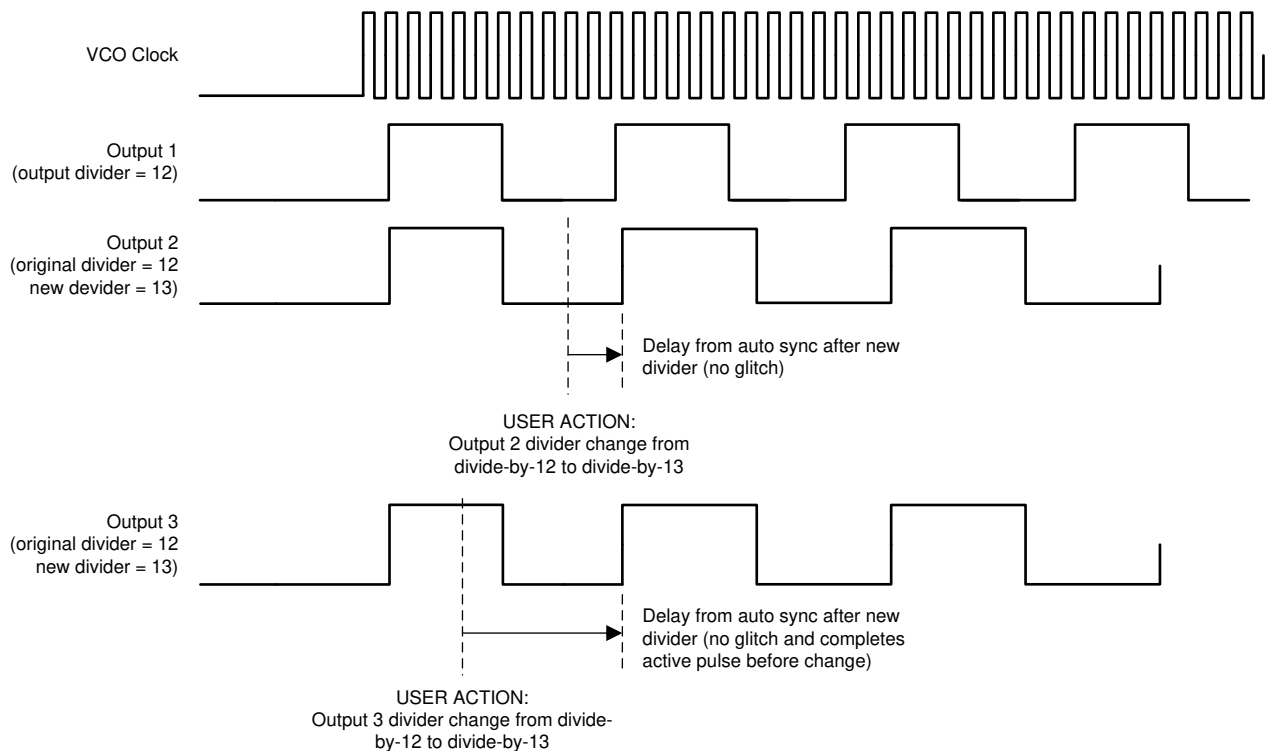 VCO Clock
Output 1
(output divider = 12)
Output 2
(original divider = 12
new devider = 13)
Delay from auto sync after new
divider (no glitch)
USER ACTION:
Output 2 divider change from
divide-by-12 to divide-by-13
Output 3
(original divider = 12
new divider = 13)
Delay from auto sync after new
divider (no glitch and completes
active pulse before change)
USER ACTION:
Output 3 divider change from divide-
by-12 to divide-by-13